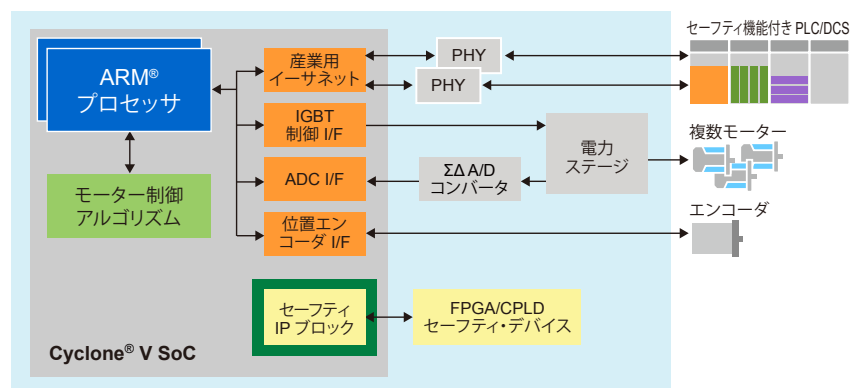 セーフティ機能付き PLC/DCS
ARM®
プロセッサ
産業用
イーサネット
PHY
PHY
IGBT
制御 I/F
電力
ステージ
複数モーター
モーター制御
アルゴリズム
ADC I/F
ΣΔ A/D
コンバータ
エンコーダ
位置エン
コーダ I/F
セーフティ
IP ブロック
FPGA/CPLD
セーフティ・デバイス
Cyclone® V SoC